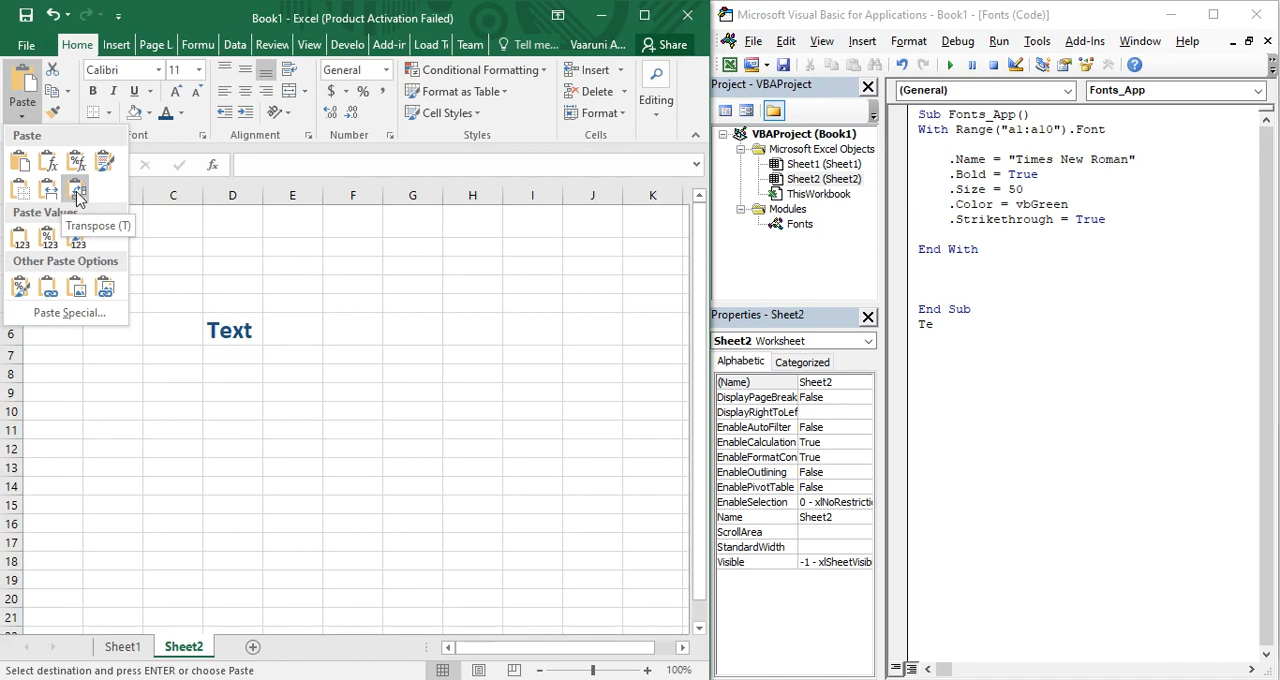 Book1 - Excel (Product Activation Failed)
File Home Insert Page L Formu Data Review View Develo Add-ir Load T Team Tell me... Vaaruni A... Share
Paste
Calibri 11
B I U
A A
General
$ % ,
Conditional Formatting
Format as Table
Cell Styles
Insert
Delete
Format
Editing
ont Alignment Number Styles Cells
Paste
Paste Values
Transpose (T)
Other Paste Options
Paste Special...
fx
C D E F G H I J K
Text
6
7
8
9
10
11
12
13
14
15
16
17
18
19
20
21
Sheet1 Sheet2
Select destination and press ENTER or choose Paste
100%
Microsoft Visual Basic for Applications - Book1 - [Fonts (Code)]
File Edit View Insert Format Debug Run Tools Add-Ins Window Help
Project - VBAProject
VBAProject (Book1)
Microsoft Excel Objects
Sheet1 (Sheet1)
Sheet2 (Sheet2)
ThisWorkbook
Modules
Fonts
Properties - Sheet2
Sheet2 Worksheet
Alphabetic Categorized
(Name) Sheet2
DisplayPageBreak False
DisplayRightToLef
EnableAutoFilter False
EnableCalculation True
EnableFormatCon True
EnableOutlining False
EnablePivotTable False
EnableSelection 0 - xlNoRestrictio
Name Sheet2
ScrollArea
StandardWidth
Visible -1 - xlSheetVisib
(General) Fonts_App
Sub Fonts_App()
With Range("a1:a10").Font
.Name = "Times New Roman"
.Bold = True
.Size = 50
.Color = vbGreen
.Strikethrough = True
End With
End Sub
Te